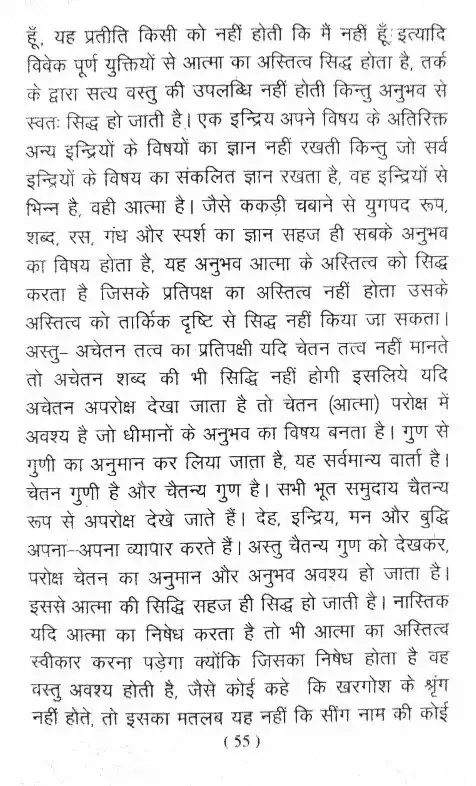 हूँ, यह प्रतीति किसी को नहीं होती कि मैं नहीं हूँ इत्यादि
विवेक पूर्ण युक्तियों से आत्मा का अस्तित्व सिद्ध होता है, तर्क
के द्वारा सत्य वस्तु की उपलब्धि नहीं होती किन्तु अनुभव से
स्वतः सिद्ध हो जाती है। एक इन्द्रिय अपने विषय के अतिरिक्त
अन्य इन्द्रियों के विषयों का ज्ञान नहीं रखती किन्तु जो सर्व
इन्द्रियों के विषय का संकलित ज्ञान रखता है, वह इन्द्रियों से
भिन्न है, वही आत्मा है। जैसे ककड़ी चबाने से युगपद रूप,
शब्द, रस, गंध और स्पर्श का ज्ञान सहज ही सबके अनुभव
का विषय होता है, यह अनुभव आत्मा के अस्तित्व को सिद्ध
करता है जिसके प्रतिपक्ष का अस्तित्व नहीं होता उसके
अस्तित्व को तार्किक दृष्टि से सिद्ध नहीं किया जा सकता।
अस्तु– अचेतन तत्व का प्रतिपक्षी यदि चेतन तत्व नहीं मानते
तो अचेतन शब्द की भी सिद्धि नहीं होगी इसलिये यदि
अचेतन अपरोक्ष देखा जाता है तो चेतन (आत्मा) परोक्ष में
अवश्य है जो धीमानों के अनुभव का विषय बनता है। गुण से
गुणी का अनुमान कर लिया जाता है, यह सर्वमान्य वार्ता है।
चेतन गुणी है और चैतन्य गुण है। सभी भूत समुदाय चैतन्य
रूप से अपरोक्ष देखे जाते हैं। देह, इन्द्रिय, मन और बुद्धि
अपना–अपना व्यापार करते हैं। अस्तु चैतन्य गुण को देखकर,
परोक्ष चेतन का अनुमान और अनुभव अवश्य हो जाता है।
इससे आत्मा की सिद्धि सहज ही सिद्ध हो जाती है। नास्तिक
यदि आत्मा का निषेध करता है तो भी आत्मा का अस्तित्व
स्वीकार करना पड़ेगा क्योंकि जिसका निषेध होता है वह
वस्तु अवश्य होती है, जैसे कोई कहे कि खरगोश के श्रृंग
नहीं होते, तो इसका मतलब यह नहीं कि सींग नाम की कोई
( 55 )